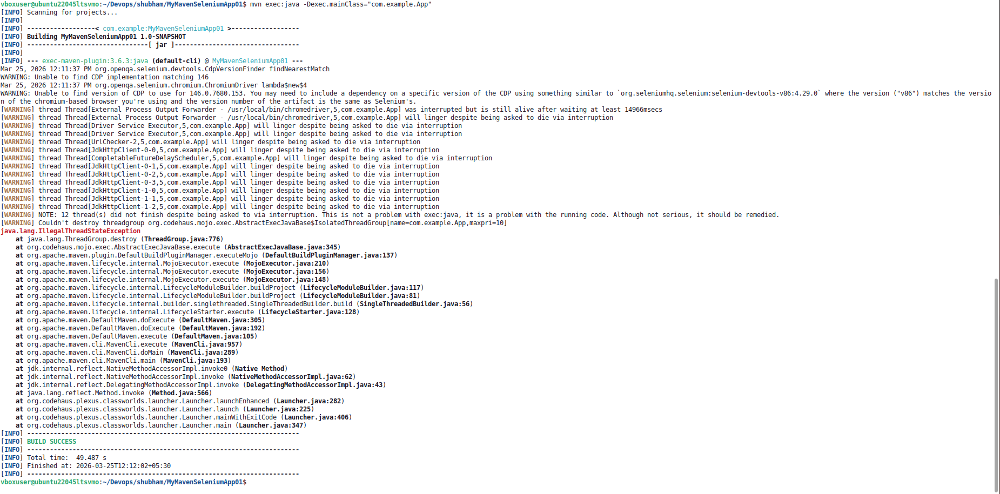 vboxuser@ubuntu22045ltsvmo:~/Devops/shubham/MyMavenSeleniumApp01$ mvn exec:java -Dexec.mainClass="com.example.App"
[INFO] Scanning for projects...
[INFO]
[INFO] ------------------< com.example:MyMavenSeleniumApp01 >------------------
[INFO] Building MyMavenSeleniumApp01 1.0-SNAPSHOT
[INFO] --------------------------------[ jar ]---------------------------------
[INFO]
[INFO] --- exec-maven-plugin:3.6.3:java (default-cli) @ MyMavenSeleniumApp01 ---
Mar 25, 2026 12:11:37 PM org.openqa.selenium.devtools.CdpVersionFinder findNearestMatch
WARNING: Unable to find CDP implementation matching 146
Mar 25, 2026 12:11:37 PM org.openqa.selenium.chromium.ChromiumDriver lambda$new$4
WARNING: Unable to find version of CDP to use for 146.0.7680.153. You may need to include a dependency on a specific version of the CDP using something similar to `org.seleniumhq.selenium:selenium-devtools-v86:4.29.0` where the version ("v86") matches the versio
n of the chromium-based browser you're using and the version number of the artifact is the same as Selenium's.
[WARNING] thread Thread[External Process Output Forwarder - /usr/local/bin/chromedriver,5,com.example.App] was interrupted but is still alive after waiting at least 14966msecs
[WARNING] thread Thread[External Process Output Forwarder - /usr/local/bin/chromedriver,5,com.example.App] will linger despite being asked to die via interruption
[WARNING] thread Thread[Driver Service Executor,5,com.example.App] will linger despite being asked to die via interruption
[WARNING] thread Thread[Driver Service Executor,5,com.example.App] will linger despite being asked to die via interruption
[WARNING] thread Thread[UrlChecker-2,5,com.example.App] will linger despite being asked to die via interruption
[WARNING] thread Thread[JdkHttpClient-0-0,5,com.example.App] will linger despite being asked to die via interruption
[WARNING] thread Thread[CompletableFutureDelayScheduler,5,com.example.App] will linger despite being asked to die via interruption
[WARNING] thread Thread[JdkHttpClient-0-1,5,com.example.App] will linger despite being asked to die via interruption
[WARNING] thread Thread[JdkHttpClient-0-2,5,com.example.App] will linger despite being asked to die via interruption
[WARNING] thread Thread[JdkHttpClient-0-3,5,com.example.App] will linger despite being asked to die via interruption
[WARNING] thread Thread[JdkHttpClient-1-0,5,com.example.App] will linger despite being asked to die via interruption
[WARNING] thread Thread[JdkHttpClient-1-1,5,com.example.App] will linger despite being asked to die via interruption
[WARNING] thread Thread[JdkHttpClient-1-2,5,com.example.App] will linger despite being asked to die via interruption
[WARNING] NOTE: 12 thread(s) did not finish despite being asked to via interruption. This is not a problem with exec:java, it is a problem with the running code. Although not serious, it should be remedied.
[WARNING] Couldn't destroy threadgroup org.codehaus.mojo.exec.AbstractExecJavaBase$IsolatedThreadGroup[name=com.example.App,maxpri=10]
java.lang.IllegalThreadStateException
    at java.lang.ThreadGroup.destroy (ThreadGroup.java:776)
    at org.codehaus.mojo.exec.AbstractExecJavaBase.execute (AbstractExecJavaBase.java:345)
    at org.apache.maven.plugin.DefaultBuildPluginManager.executeMojo (DefaultBuildPluginManager.java:137)
    at org.apache.maven.lifecycle.internal.MojoExecutor.execute (MojoExecutor.java:210)
    at org.apache.maven.lifecycle.internal.MojoExecutor.execute (MojoExecutor.java:156)
    at org.apache.maven.lifecycle.internal.MojoExecutor.execute (MojoExecutor.java:148)
    at org.apache.maven.lifecycle.internal.LifecycleModuleBuilder.buildProject (LifecycleModuleBuilder.java:117)
    at org.apache.maven.lifecycle.internal.LifecycleModuleBuilder.buildProject (LifecycleModuleBuilder.java:81)
    at org.apache.maven.lifecycle.internal.builder.singlethreaded.SingleThreadedBuilder.build (SingleThreadedBuilder.java:56)
    at org.apache.maven.lifecycle.internal.LifecycleStarter.execute (LifecycleStarter.java:128)
    at org.apache.maven.DefaultMaven.doExecute (DefaultMaven.java:305)
    at org.apache.maven.DefaultMaven.doExecute (DefaultMaven.java:192)
    at org.apache.maven.DefaultMaven.execute (DefaultMaven.java:105)
    at org.apache.maven.cli.MavenCli.execute (MavenCli.java:957)
    at org.apache.maven.cli.MavenCli.doMain (MavenCli.java:289)
    at org.apache.maven.cli.MavenCli.main (MavenCli.java:193)
    at jdk.internal.reflect.NativeMethodAccessorImpl.invoke0 (Native Method)
    at jdk.internal.reflect.NativeMethodAccessorImpl.invoke (NativeMethodAccessorImpl.java:62)
    at jdk.internal.reflect.DelegatingMethodAccessorImpl.invoke (DelegatingMethodAccessorImpl.java:43)
    at java.lang.reflect.Method.invoke (Method.java:566)
    at org.codehaus.plexus.classworlds.launcher.Launcher.launchEnhanced (Launcher.java:282)
    at org.codehaus.plexus.classworlds.launcher.Launcher.launch (Launcher.java:225)
    at org.codehaus.plexus.classworlds.launcher.Launcher.mainWithExitCode (Launcher.java:406)
    at org.codehaus.plexus.classworlds.launcher.Launcher.main (Launcher.java:347)
[INFO] ------------------------------------------------------------------------
[INFO] BUILD SUCCESS
[INFO] ------------------------------------------------------------------------
[INFO] Total time:  49.487 s
[INFO] Finished at: 2026-03-25T12:12:02+05:30
[INFO] ------------------------------------------------------------------------
vboxuser@ubuntu22045ltsvmo:~/Devops/shubham/MyMavenSeleniumApp01$